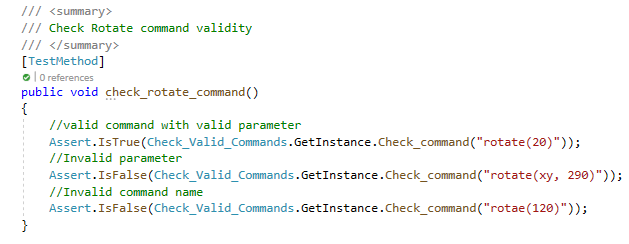 /// <summary>
/// Check Rotate command validity
/// </summary>
[TestMethod]
| 0 references
public void check_rotate_command()
{
//valid command with valid parameter
Assert.IsTrue(Check_Valid_Commands.GetInstance.Check_command("rotate(20)"));
//Invalid parameter
Assert.IsFalse(Check_Valid_Commands.GetInstance.Check_command("rotate(xy, 290)"));
//Invalid command name
Assert.IsFalse(Check_Valid_Commands.GetInstance.Check_command("rotae(120)"));
}